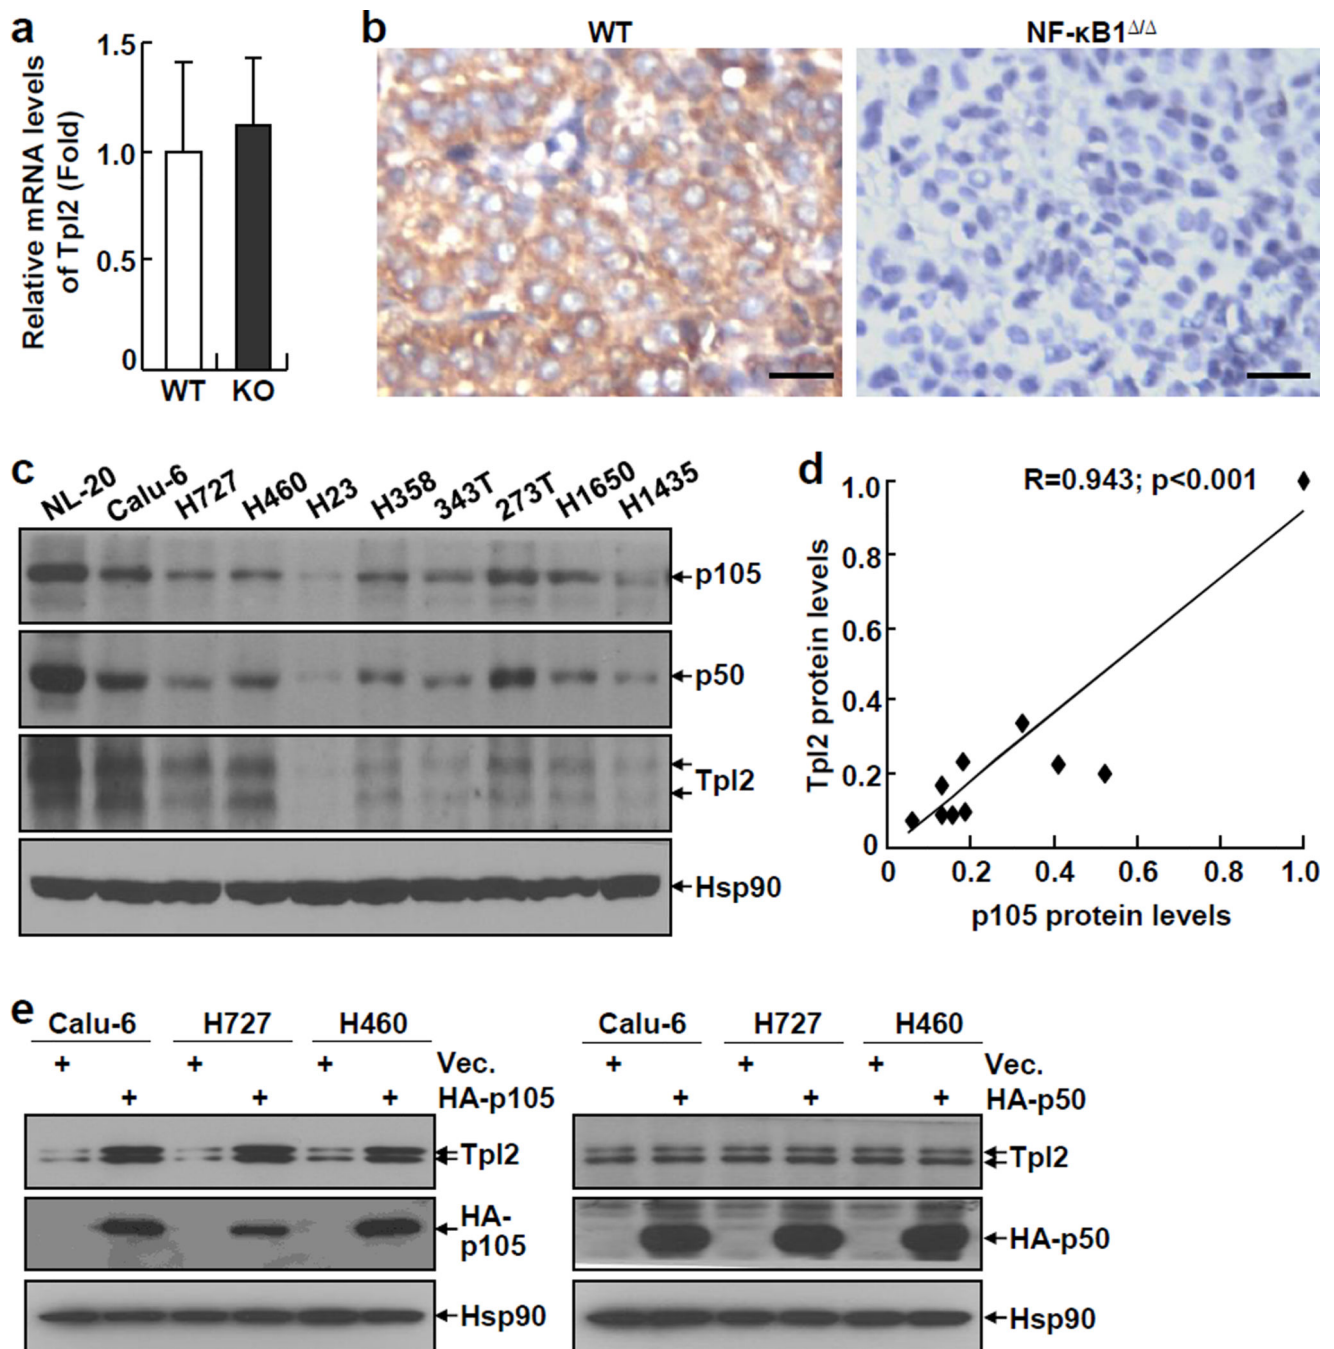 a
Relative mRNA levels
of Tpl2 (Fold)
1.5
1.0
0.5
0
WT KO
b
WT
NF-κB1Δ/Δ
c
NL-20 Calu-6 H727 H460 H23 H358 343T 273T H1650 H1435
p105
p50
Tpl2
Hsp90
d
R=0.943; p<0.001
Tpl2 protein levels
1.0
0.8
0.6
0.4
0.2
0
0 0.2 0.4 0.6 0.8 1.0
p105 protein levels
e
Calu-6 H727 H460
+ + + Vec.
+ + + HA-p105
Tpl2
HA-
p105
Hsp90
Calu-6 H727 H460
+ + + Vec.
+ + + HA-p50
Tpl2
HA-p50
Hsp90